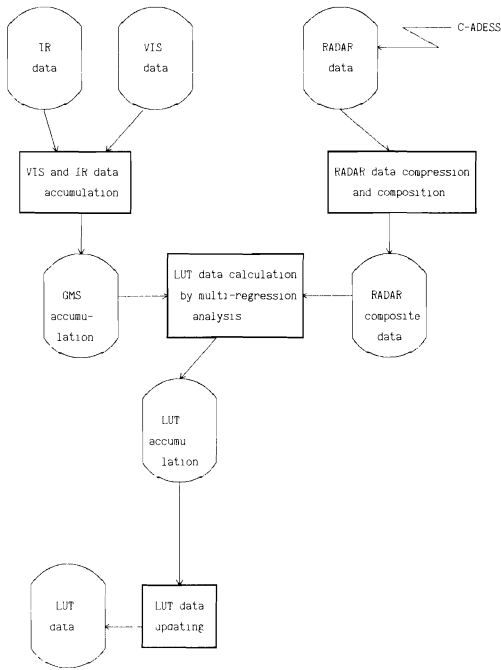 IR
data
VIS
data
RADAR
data
C-ADESS
VIS and IR data
accumulation
RADAR data compression
and composition
GMS
accumu-
lation
LUT data calculation
by multi-regression
analysis
RADAR
composite
data
LUT
accumu
lation
LUT
data
LUT data
updating